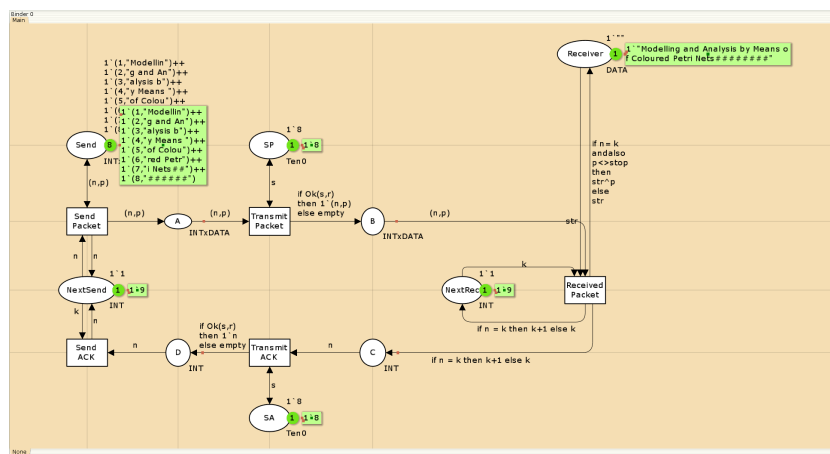 Binder 0
Main
1`""
Receiver
1
1`"Modelling and Analysis by Means o
f Coloured Petri Nets########"
DATA
1`(1,"Modellin")++
1`(2,"g and An")++
1`(3,"alysis b")++
1`(4,"y Means ")++
1`(5,"of Colou")++
1`(1,"Modellin")++
1`(2,"g and An")++
1`(3,"alysis b")++
1`(4,"y Means ")++
1`(5,"of Colou")++
1`(6,"red Petr")++
1`(7,"i Nets##")++
1`(8,"######")
Send
8
1`8
SP
1
1`8
Ten0
(n,p)
s
if n=k
andalso
p<>stop
then
str^p
else
str
Send
Packet
(n,p)
A
(n,p)
INTxDATA
Transmit
Packet
if Ok(s,r)
then 1`(n,p)
else empty
B
INTxDATA
(n,p)
str
n
n
1`1
NextSend
1
1`9
INT
k
1`1
NextRec
1
1`9
INT
Received
Packet
if n = k then k+1 else k
k
n
Send
ACK
n
D
INT
if Ok(s,r)
then 1`n
else empty
Transmit
ACK
n
C
INT
if n = k then k+1 else k
s
1`8
SA
1
1`8
Ten0
None